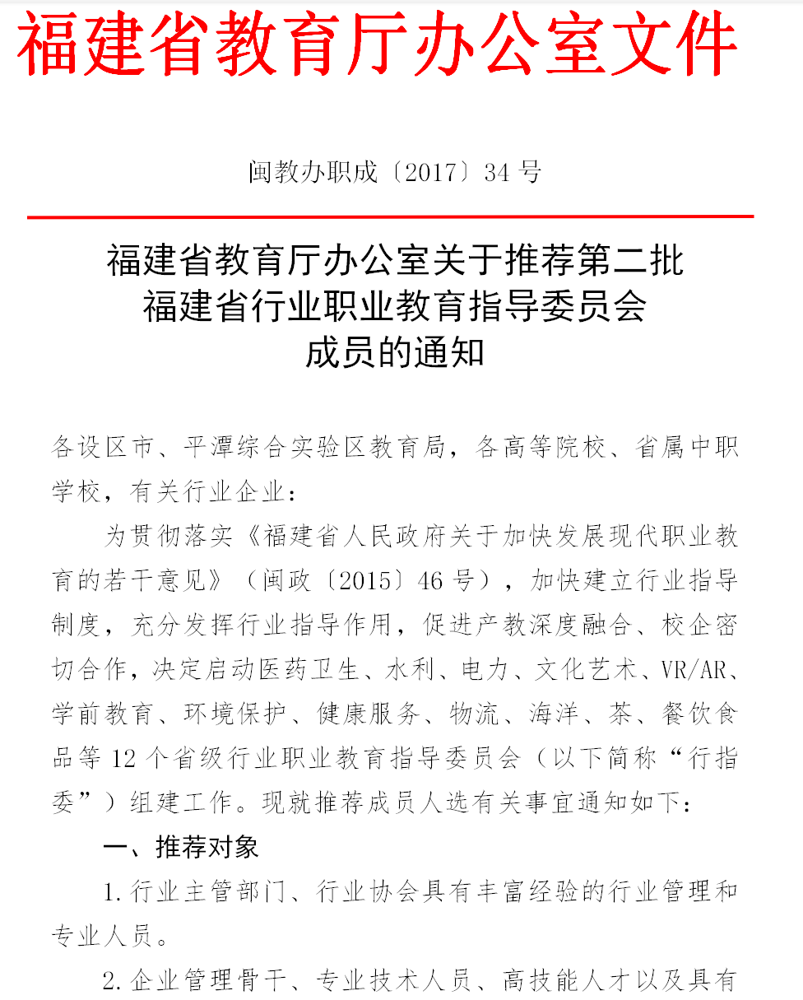 福建省教育厅办公室文件
闽教办职成〔2017〕34 号
福建省教育厅办公室关于推荐第二批
福建省行业职业教育指导委员会
成员的通知
各设区市、平潭综合实验区教育局，各高等院校、省属中职
学校，有关行业企业：
为贯彻落实《福建省人民政府关于加快发展现代职业教
育的若干意见》（闽政〔2015〕46 号），加快建立行业指导
制度，充分发挥行业指导作用，促进产教深度融合、校企密
切合作，决定启动医药卫生、水利、电力、文化艺术、VR/AR、
学前教育、环境保护、健康服务、物流、海洋、茶、餐饮食
品等 12 个省级行业职业教育指导委员会（以下简称“行指
委”）组建工作。现就推荐成员人选有关事宜通知如下：
一、推荐对象
1.行业主管部门、行业协会具有丰富经验的行业管理和
专业人员。
2.企业管理骨干、专业技术人员、高技能人才以及具有